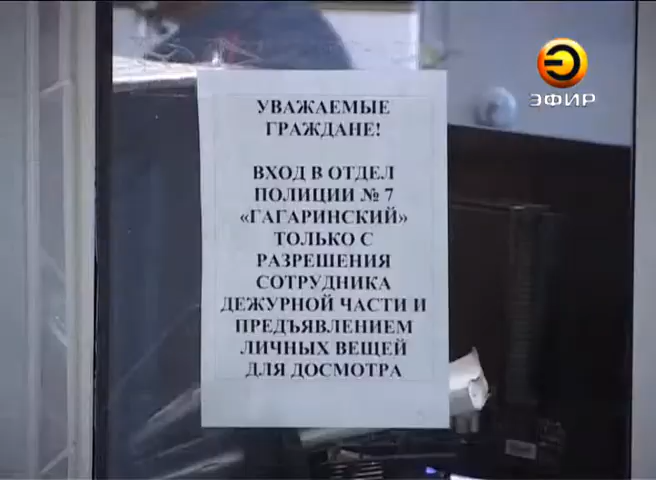 УВАЖАЕМЫЕ
ГРАЖДАНЕ!
ВХОД В ОТДЕЛ
ПОЛИЦИИ № 7
«ГАГАРИНСКИЙ»
ТОЛЬКО С
РАЗРЕШЕНИЯ
СОТРУДНИКА
ДЕЖУРНОЙ ЧАСТИ И
ПРЕДЪЯВЛЕНИЕМ
ЛИЧНЫХ ВЕЩЕЙ
ДЛЯ ДОСМОТРА
ЭФИР